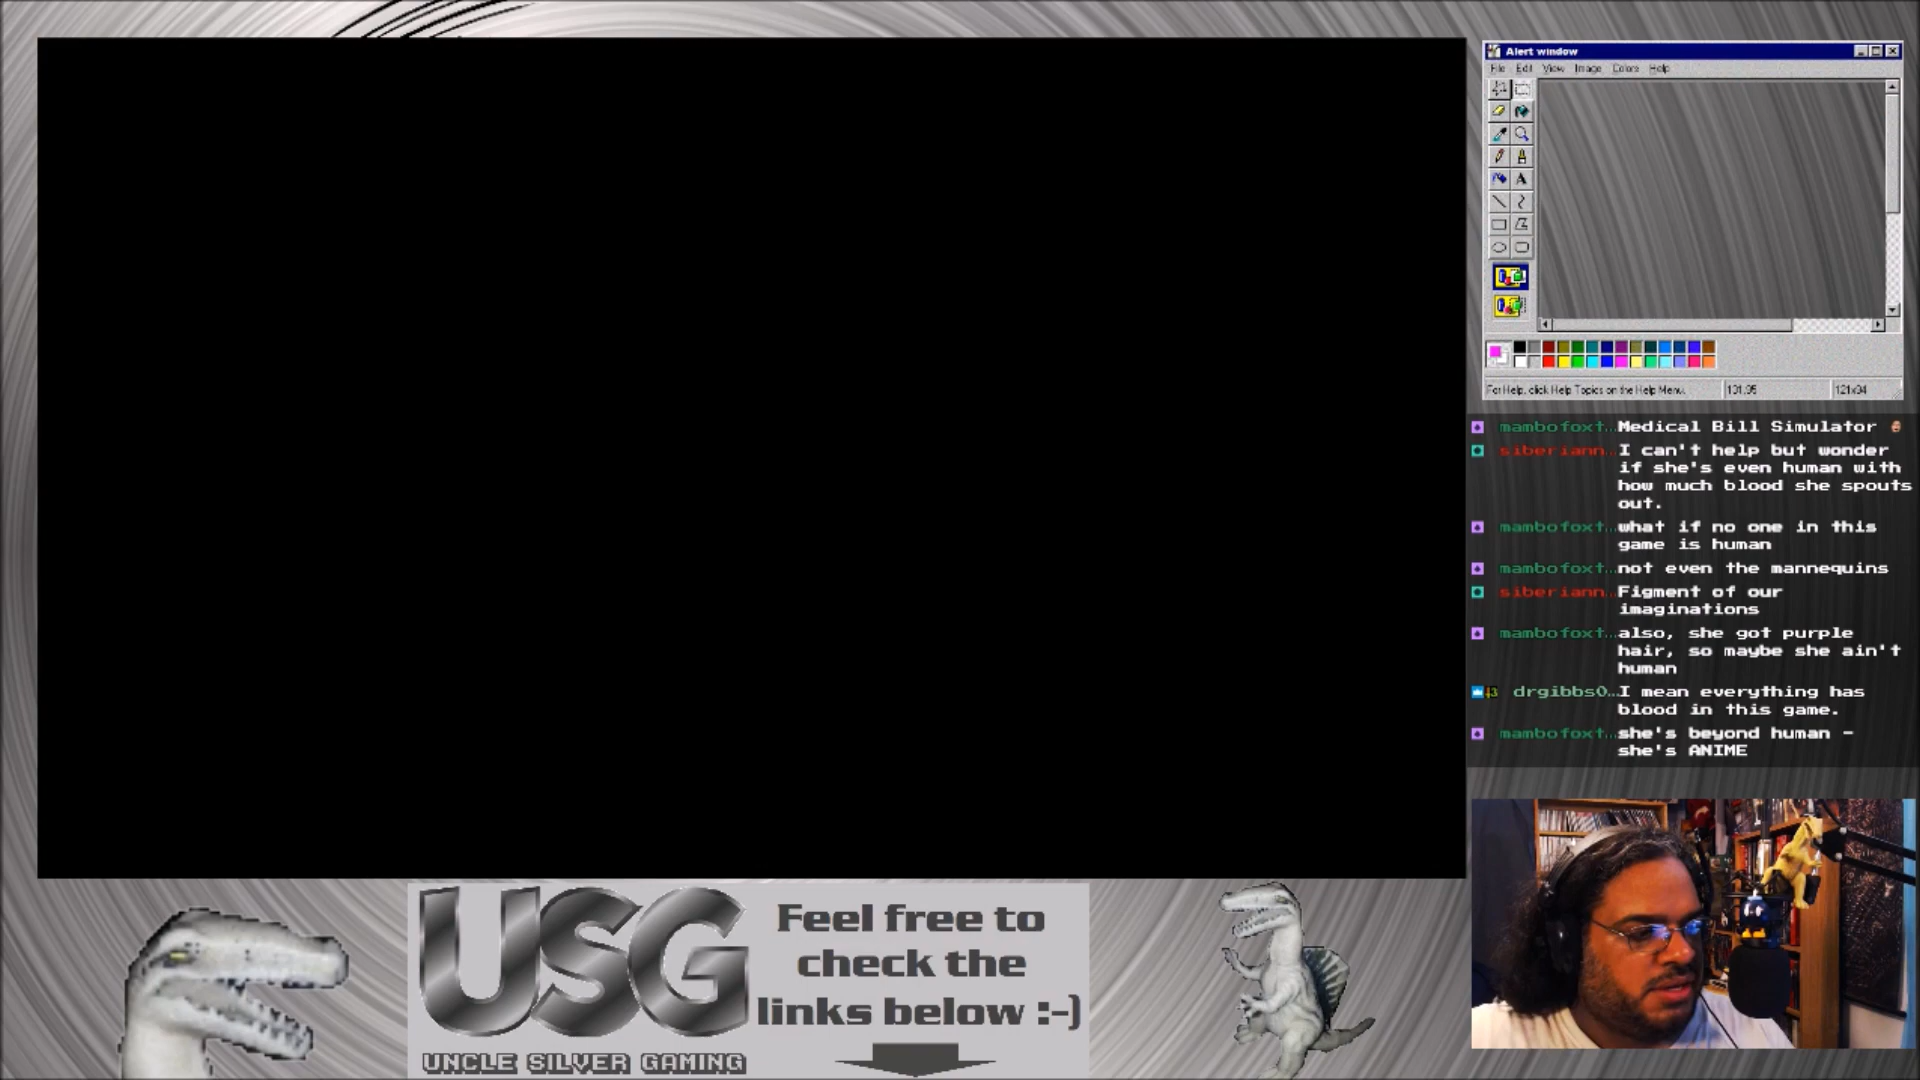 Alert window
File Edit View Image Colors Help
For Help, click Help Topics on the Help Menu. 131,95 121x94
mambofoxt... Medical Bill Simulator
siberiann... I can't help but wonder
if she's even human with
how much blood she spouts
out.
mambofoxt... what if no one in this
game is human
mambofoxt... not even the mannequins
siberiann... Figment of our
imaginations
mambofoxt... also, she got purple
hair, so maybe she ain't
human
3 drgibbs0... I mean everything has
blood in this game.
mambofoxt... she's beyond human -
she's ANIME
USG
UNCLE SILVER GAMING
Feel free to
check the
links below :-)